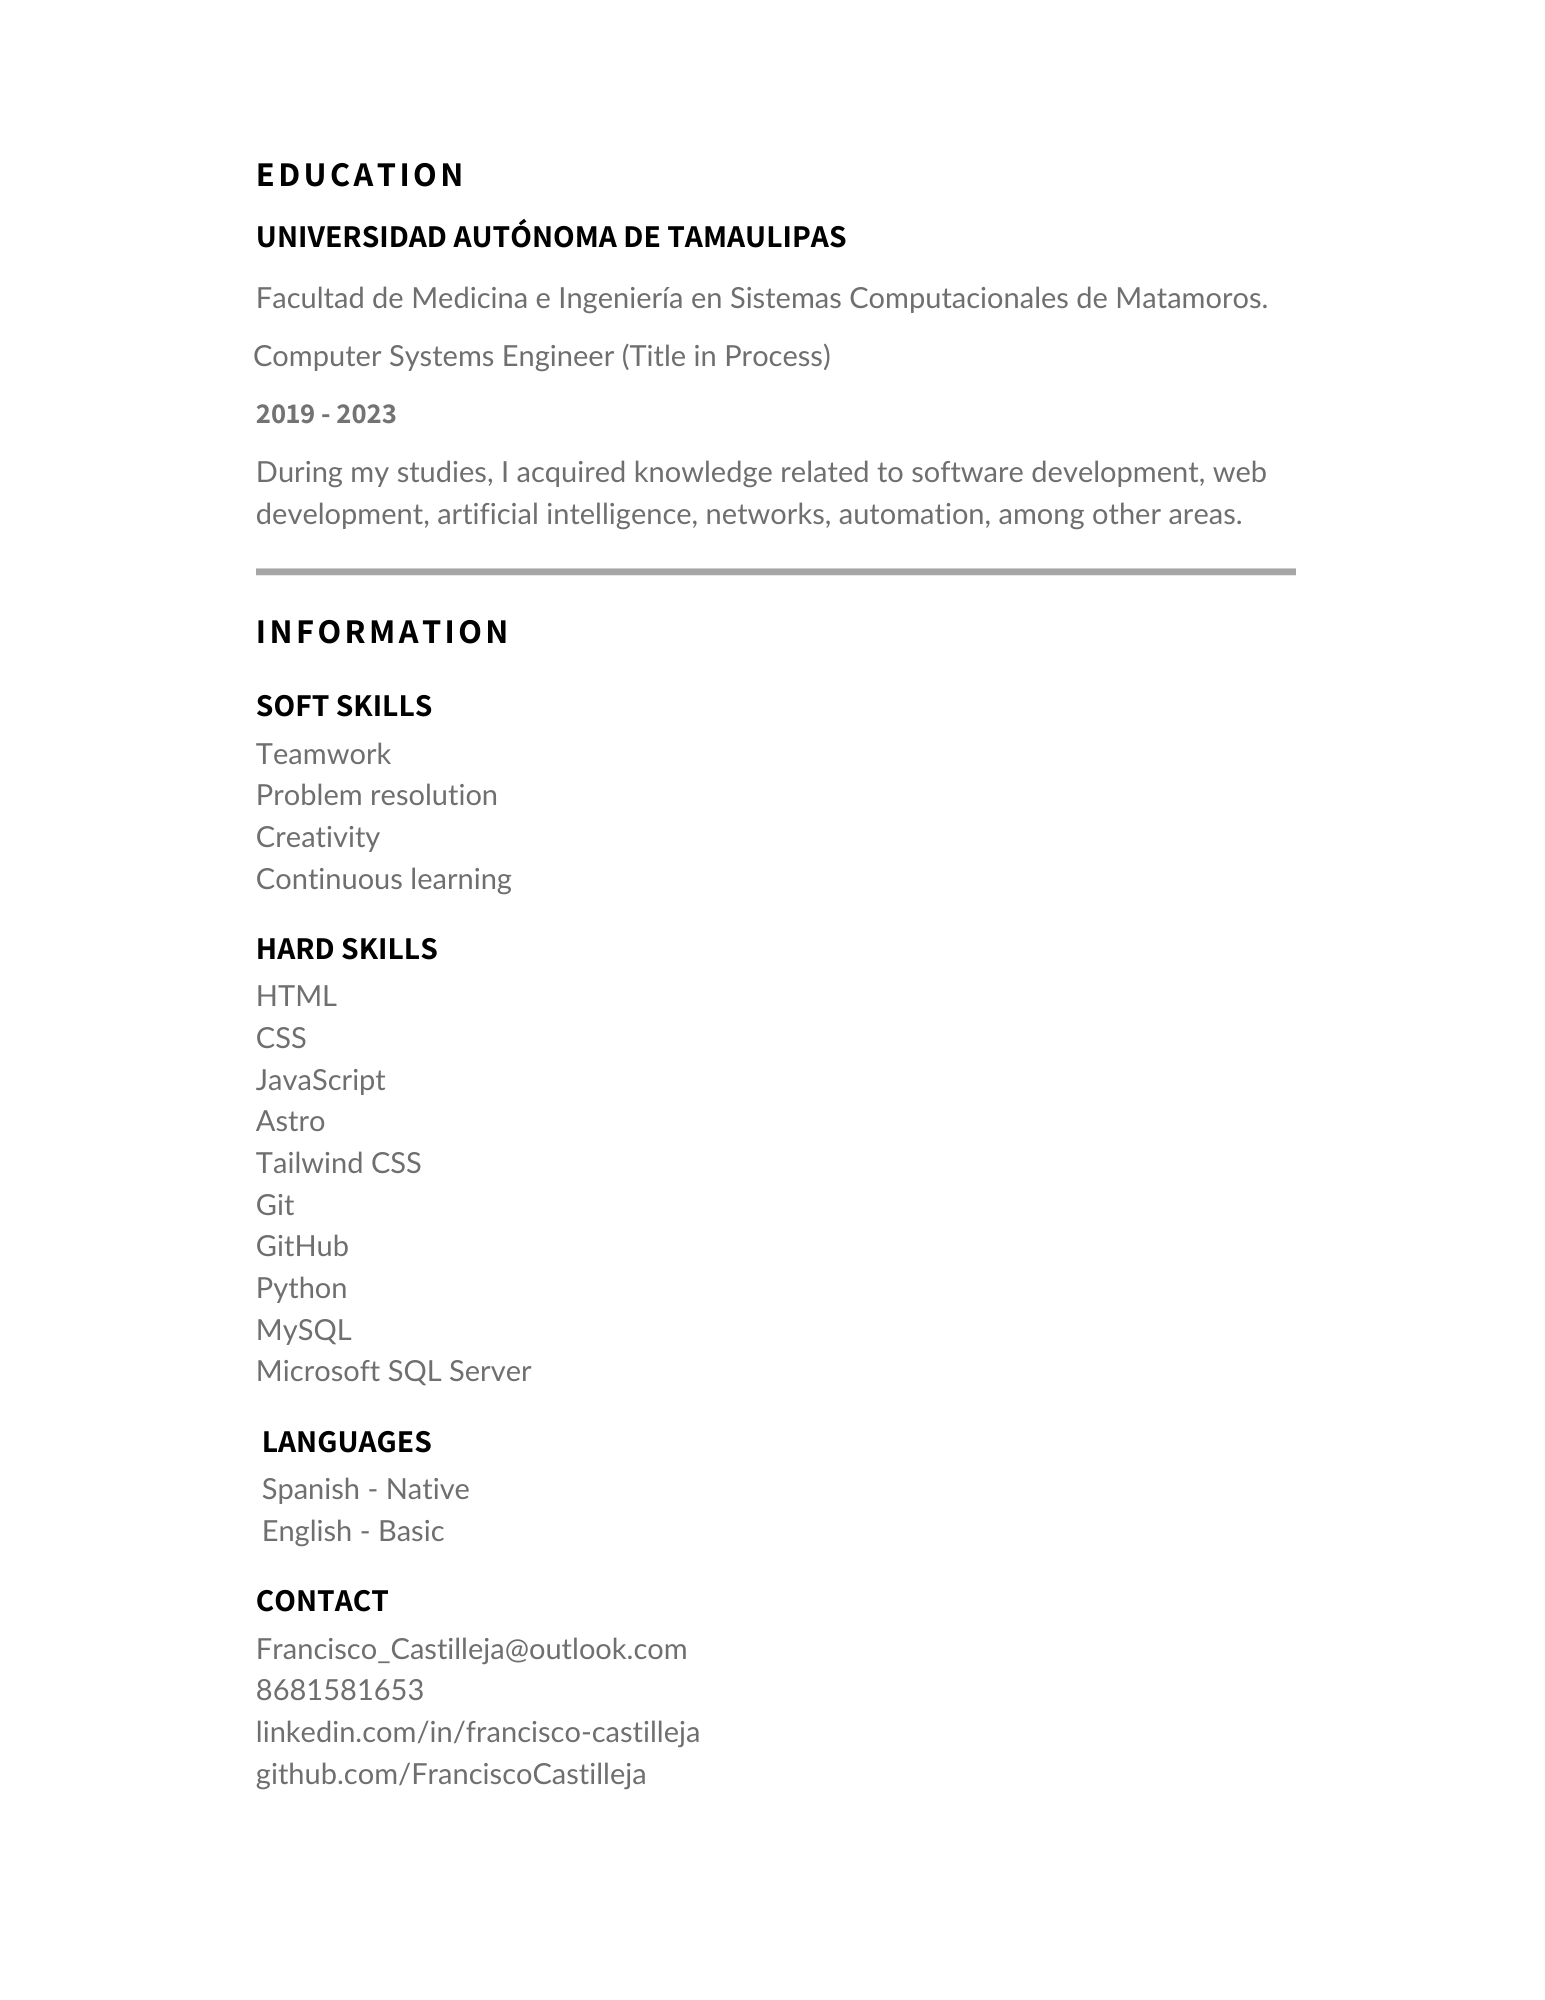 EDUCATION
UNIVERSIDAD AUTÓNOMA DE TAMAULIPAS
Facultad de Medicina e Ingeniería en Sistemas Computacionales de Matamoros.
Computer Systems Engineer (Title in Process)
2019 - 2023
During my studies, I acquired knowledge related to software development, web
development, artificial intelligence, networks, automation, among other areas.
INFORMATION
SOFT SKILLS
Teamwork
Problem resolution
Creativity
Continuous learning
HARD SKILLS
HTML
CSS
JavaScript
Astro
Tailwind CSS
Git
GitHub
Python
MySQL
Microsoft SQL Server
LANGUAGES
Spanish - Native
English - Basic
CONTACT
Francisco_Castilleja@outlook.com
8681581653
linkedin.com/in/francisco-castilleja
github.com/FranciscoCastilleja